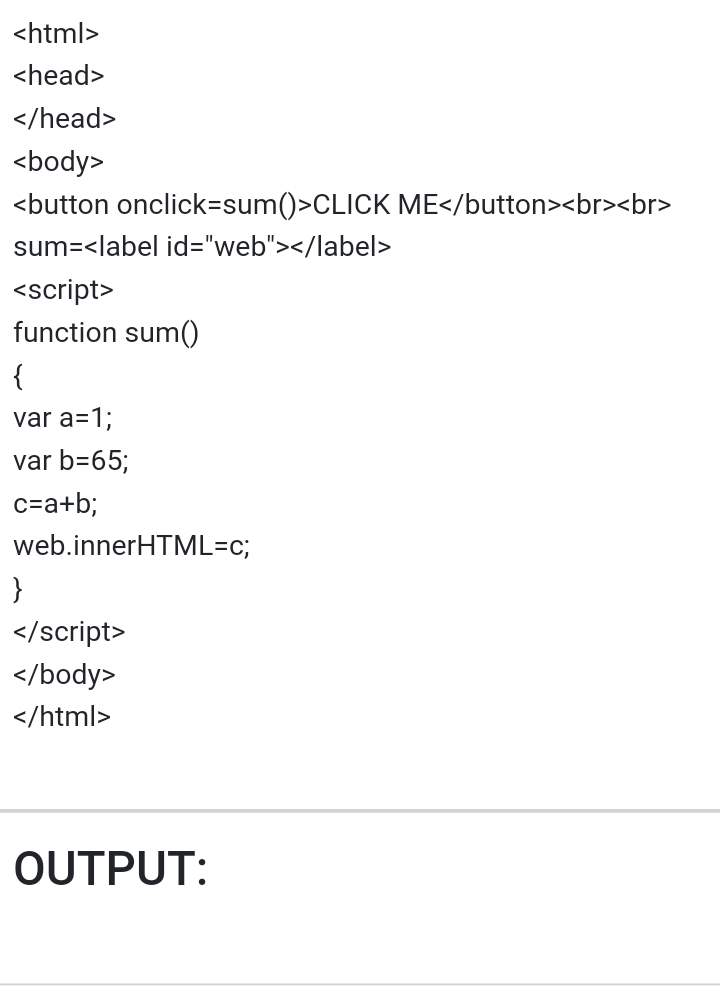 <html>
<head>
</head>
<body>
<button onclick=sum()>CLICK ME</button><br><br>
sum=<label id="web"></label>
<script>
function sum()
{
var a=1;
var b=65;
c=a+b;
web.innerHTML=c;
}
</script>
</body>
</html>
OUTPUT: